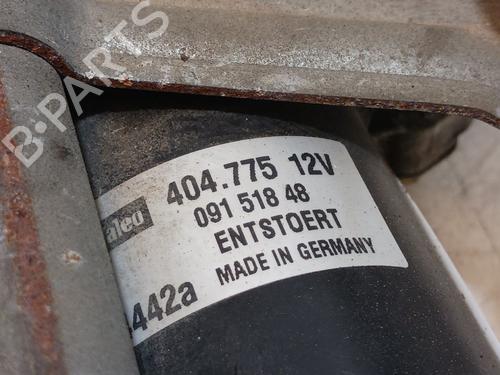 B-PARTS
404.775 12V
091 518 48
ENTSTOERT
MADE IN GERMANY
442a